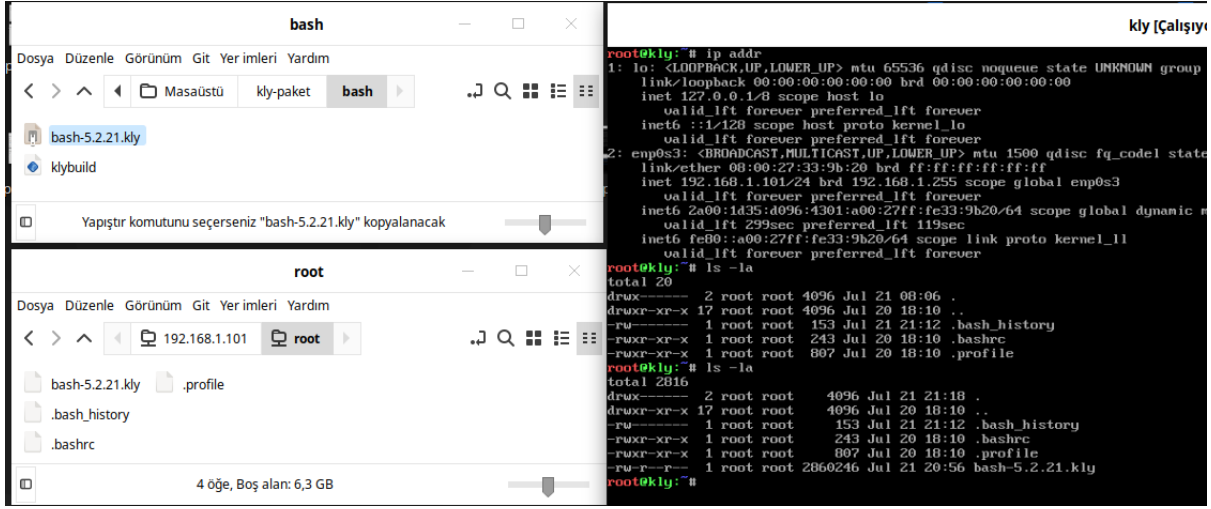 bash
Dosya Düzenle Görünüm Git Yer imleri Yardım
Masaüstü kly-paket bash
bash-5.2.21.kly
klybuild
Yapıştır komutunu seçerseniz "bash-5.2.21.kly" kopyalanacak
root
Dosya Düzenle Görünüm Git Yer imleri Yardım
192.168.1.101 root
bash-5.2.21.kly .profile
.bash_history
.bashrc
4 öğe, Boş alan: 6,3 GB
kly [Çalışıyo
root@kly:~# ip addr
1: lo: <LOOPBACK,UP,LOWER_UP> mtu 65536 qdisc noqueue state UNKNOWN group
link/loopback 00:00:00:00:00:00 brd 00:00:00:00:00:00
inet 127.0.0.1/8 scope host lo
valid_lft forever preferred_lft forever
inet6 ::1/128 scope host proto kernel_lo
valid_lft forever preferred_lft forever
2: enp0s3: <BROADCAST,MULTICAST,UP,LOWER_UP> mtu 1500 qdisc fq_codel state
link/ether 08:00:27:33:9b:20 brd ff:ff:ff:ff:ff:ff
inet 192.168.1.101/24 brd 192.168.1.255 scope global enp0s3
valid_lft forever preferred_lft forever
inet6 2a00:1d35:d096:4301:a00:27ff:fe33:9b20/64 scope global dynamic m
valid_lft 299sec preferred_lft 119sec
inet6 fe80::a00:27ff:fe33:9b20/64 scope link proto kernel_ll
valid_lft forever preferred_lft forever
root@kly:~# ls -la
total 20
drwx------ 2 root root 4096 Jul 21 08:06 .
drwxr-xr-x 17 root root 4096 Jul 20 18:10 ..
-rw------- 1 root root 153 Jul 21 21:12 .bash_history
-rwxr-xr-x 1 root root 243 Jul 20 18:10 .bashrc
-rwxr-xr-x 1 root root 807 Jul 20 18:10 .profile
root@kly:~# ls -la
total 2816
drwx------ 2 root root 4096 Jul 21 21:18 .
drwxr-xr-x 17 root root 4096 Jul 20 18:10 ..
-rw------- 1 root root 153 Jul 21 21:12 .bash_history
-rwxr-xr-x 1 root root 243 Jul 20 18:10 .bashrc
-rwxr-xr-x 1 root root 807 Jul 20 18:10 .profile
-rw-r--r-- 1 root root 2860246 Jul 21 20:56 bash-5.2.21.kly
root@kly:~#